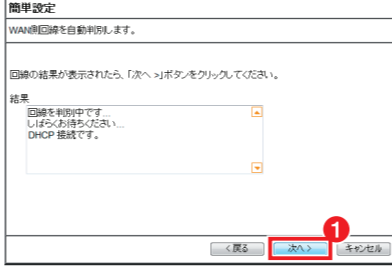 簡単設定
WAN側回線を自動判別します。
回線の結果が表示されたら、「次へ >」ボタンをクリックしてください。
結果
回線を判別中です...
しばらくお待ちください...
DHCP 接続です。
1
< 戻る 次へ > キャンセル